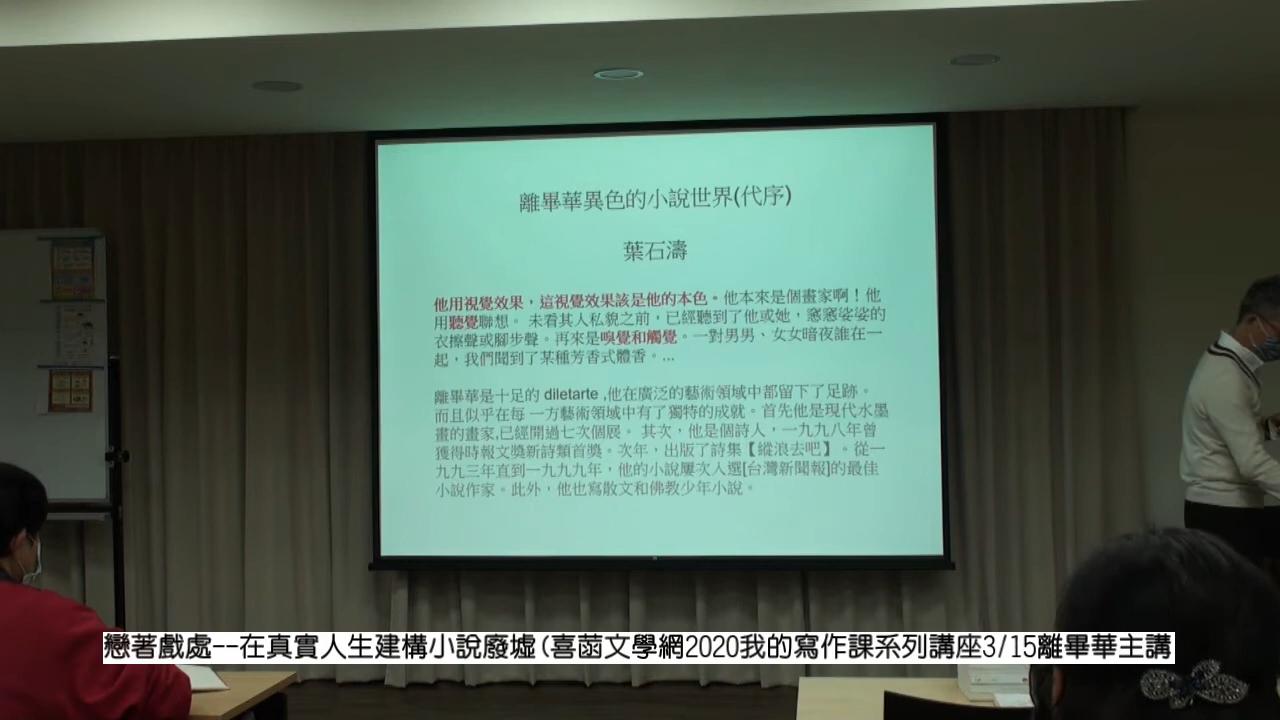 離畢華異色的小說世界(代序)
葉石濤
他用視覺效果，這視覺效果該是他的本色。他本來是個畫家啊！他
用聽覺聯想。 未看其人私貌之前，已經聽到了他或她，窸窸娑娑的
衣擦聲或腳步聲。再來是嗅覺和觸覺。一對男男、女女暗夜誰在一
起，我們聞到了某種芳香式體香。...
離畢華是十足的 diletarte ,他在廣泛的藝術領域中都留下了足跡。
而且似乎在每 一方藝術領域中有了獨特的成就。首先他是現代水墨
畫的畫家,已經開過七次個展。 其次，他是個詩人，一九九八年曾
獲得時報文獎新詩類首獎。次年，出版了詩集【縱浪去吧】。從一
九九三年直到一九九九年，他的小說屢次入選[台灣新聞報]的最佳
小說作家。此外，他也寫散文和佛教少年小說。
戀著戲處--在真實人生建構小說廢墟(喜菡文學網2020我的寫作課系列講座3/15離畢華主講